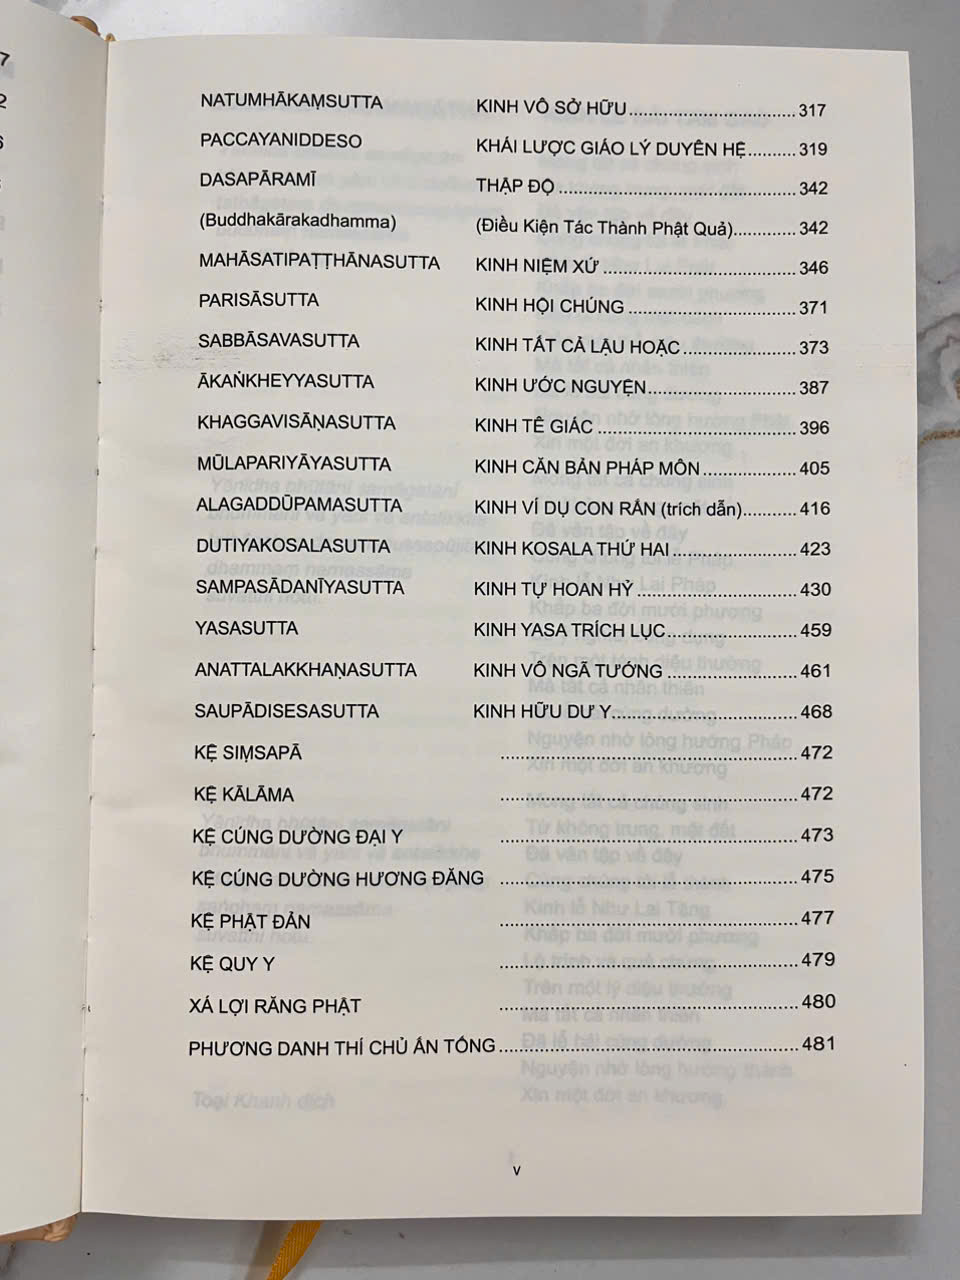 NATUMHĀKAṂSUTTA KINH VÔ SỞ HỮU .............................. 317
PACCAYANIDDESO KHÁI LƯỢC GIÁO LÝ DUYÊN HỆ ......... 319
DASAPĀRAMĪ THẬP ĐỘ .......................................... 342
(Buddhakārakadhamma) (Điều Kiện Tác Thành Phật Quả) ........... 342
MAHĀSATIPAṬṬHĀNASUTTA KINH NIỆM XỨ ................................... 346
PARISĀSUTTA KINH HỘI CHÚNG .............................. 371
SABBĀSAVASUTTA KINH TẤT CẢ LẬU HOẶC .................... 373
ĀKAṄKHEYYASUTTA KINH ƯỚC NGUYỆN .......................... 387
KHAGGAVISĀṆASUTTA KINH TÊ GIÁC ................................... 396
MŪLAPARIYĀYASUTTA KINH CĂN BẢN PHÁP MÔN ................. 405
ALAGADDŪPAMASUTTA KINH VÍ DỤ CON RẮN (trích dẫn) .......... 416
DUTIYAKOSALASUTTA KINH KOSALA THỨ HAI ....................... 423
SAMPASĀDANĪYASUTTA KINH TỰ HOAN HỶ ............................. 430
YASASUTTA KINH YASA TRÍCH LỤC ........................ 459
ANATTALAKKHAṆASUTTA KINH VÔ NGÃ TƯỚNG ........................ 461
SAUPĀDISESASUTTA KINH HỮU DƯ Y ................................. 468
KỆ SIṂSAPĀ ..................................................... 472
KỆ KĀLĀMA ..................................................... 472
KỆ CÚNG DƯỜNG ĐẠI Y ..................................................... 473
KỆ CÚNG DƯỜNG HƯƠNG ĐĂNG ..................................................... 475
KỆ PHẬT ĐẢN ..................................................... 477
KỆ QUY Y ..................................................... 479
XÁ LỢI RĂNG PHẬT ..................................................... 480
PHƯƠNG DANH THÍ CHỦ ẤN TỐNG ..................................................... 481
v